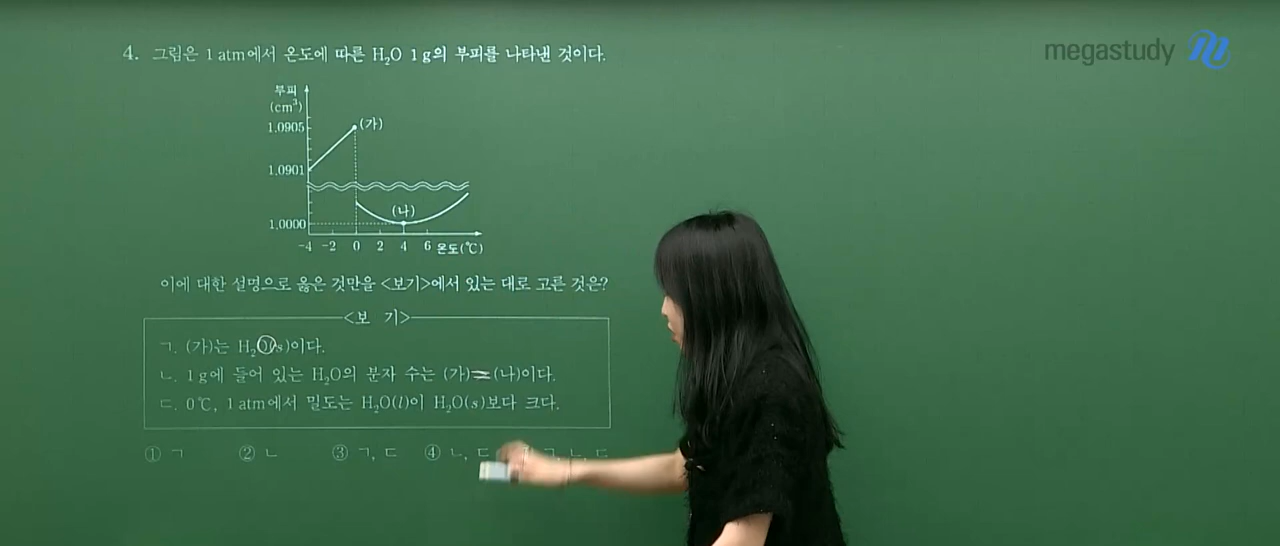 megastudy
4. 그림은 1 atm에서 온도에 따른 H₂O 1 g의 부피를 나타낸 것이다.
부피
(cm³)
1.0905
(가)
1.0901
(나)
1.0000
-4 -2 0 2 4 6 온도(℃)
이에 대한 설명으로 옳은 것만을 <보기>에서 있는 대로 고른 것은?
<보 기>
ㄱ. (가)는 H₂O(s)이다.
ㄴ. 1 g에 들어 있는 H₂O의 분자 수는 (가)=(나)이다.
ㄷ. 0℃, 1 atm에서 밀도는 H₂O(l)이 H₂O(s)보다 크다.
① ㄱ ② ㄴ ③ ㄱ, ㄷ ④ ㄴ, ㄷ ㄱ, ㄴ, ㄷ